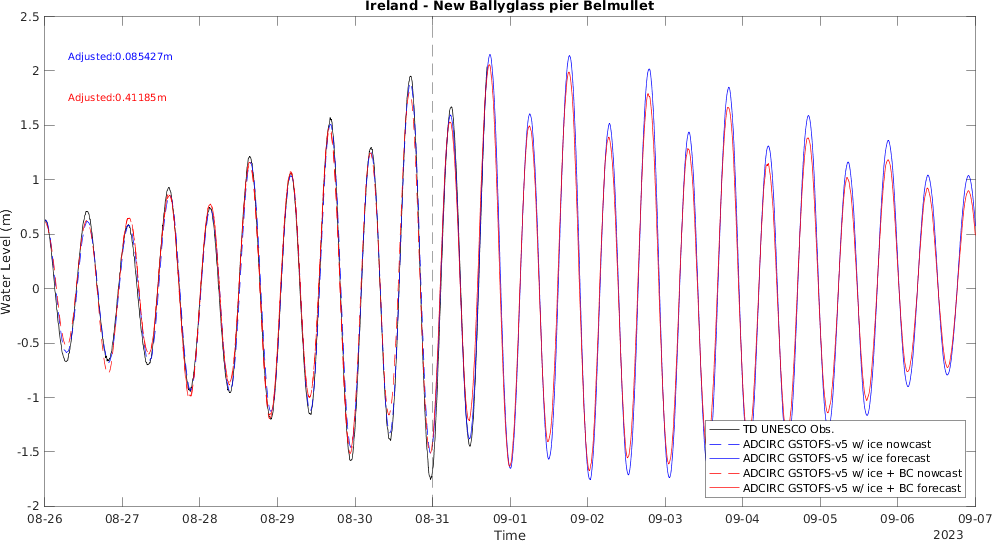 Ireland - New Ballyglass pier Belmullet
2.5
2
1.5
1
0.5
0
-0.5
-1
-1.5
-2
Water Level (m)
Adjusted:0.085427m
Adjusted:0.41185m
TD UNESCO Obs.
ADCIRC GSTOFS-v5 w/ ice nowcast
ADCIRC GSTOFS-v5 w/ ice forecast
ADCIRC GSTOFS-v5 w/ ice + BC nowcast
ADCIRC GSTOFS-v5 w/ ice + BC forecast
08-26 08-27 08-28 08-29 08-30 08-31 09-01 09-02 09-03 09-04 09-05 09-06 09-07
Time
2023